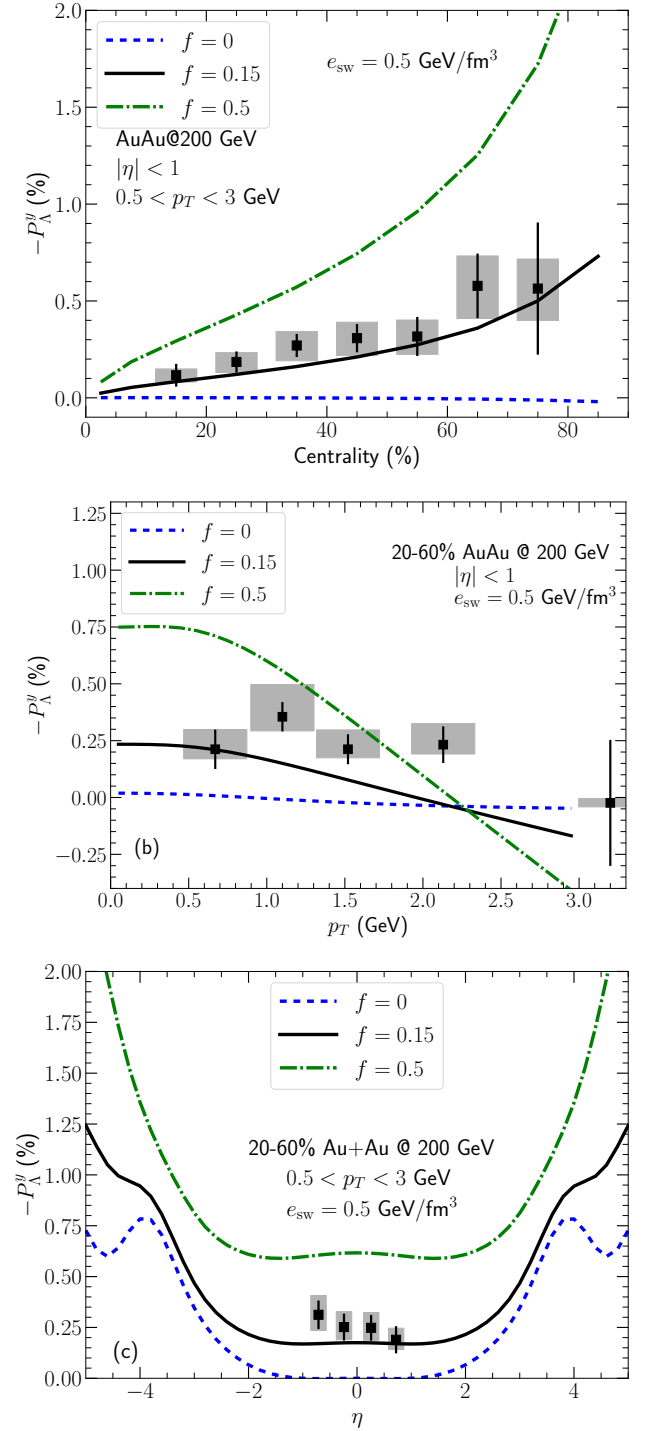 −2.0
1.5
1.0
0.5
0.0
−P_Λ^y (%)
f = 0
f = 0.15
f = 0.5
e_sw = 0.5 GeV/fm³
AuAu@200 GeV
|η| < 1
0.5 < p_T < 3 GeV
0 20 40 60 80
Centrality (%)
1.25
1.00
0.75
0.50
0.25
0.00
−0.25
−P_Λ^y (%)
f = 0
f = 0.15
f = 0.5
20-60% AuAu @ 200 GeV
|η| < 1
e_sw = 0.5 GeV/fm³
(b)
0.0 0.5 1.0 1.5 2.0 2.5 3.0
p_T (GeV)
2.00
1.75
1.50
1.25
1.00
0.75
0.50
0.25
0.00
−P_Λ^y (%)
f = 0
f = 0.15
f = 0.5
20-60% Au+Au @ 200 GeV
0.5 < p_T < 3 GeV
e_sw = 0.5 GeV/fm³
(c)
−4 −2 0 2 4
η